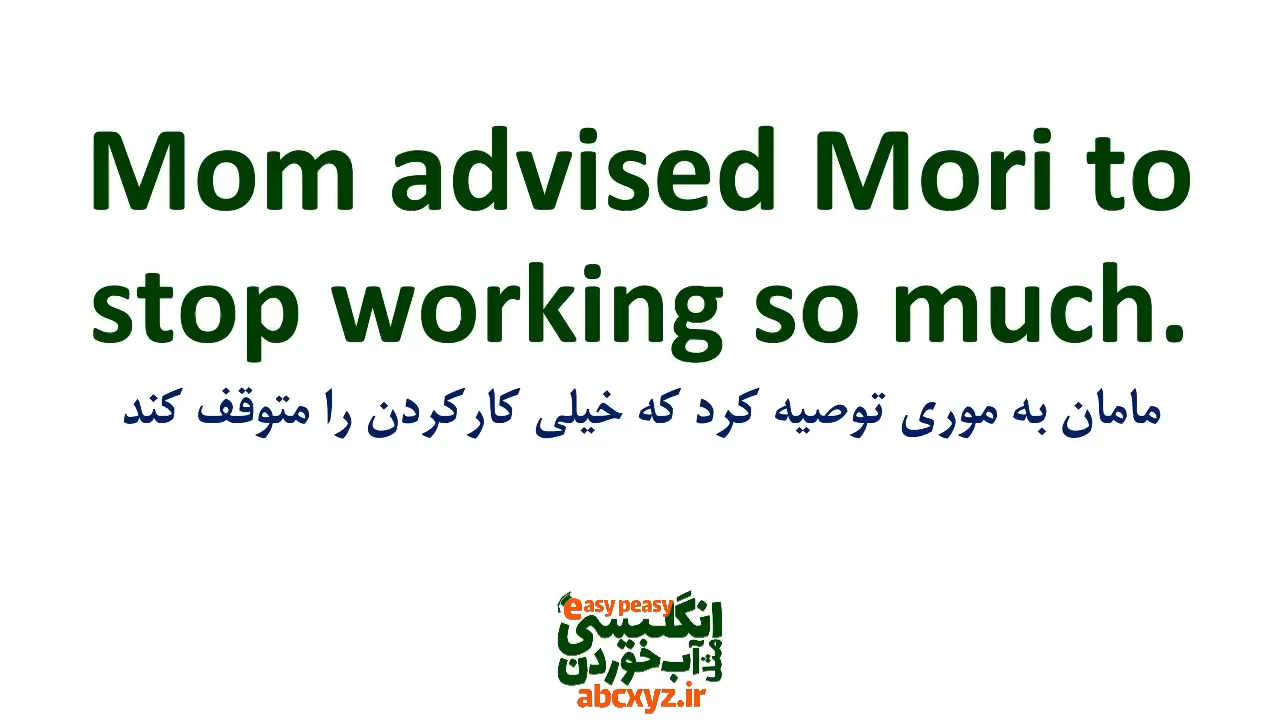 Mom advised Mori to
stop working so much.
مامان به موری توصیه کرد که خیلی کارکردن را متوقف کند
easy peasy
انگلیسی
مثل آب خوردن
abcxyz.ir